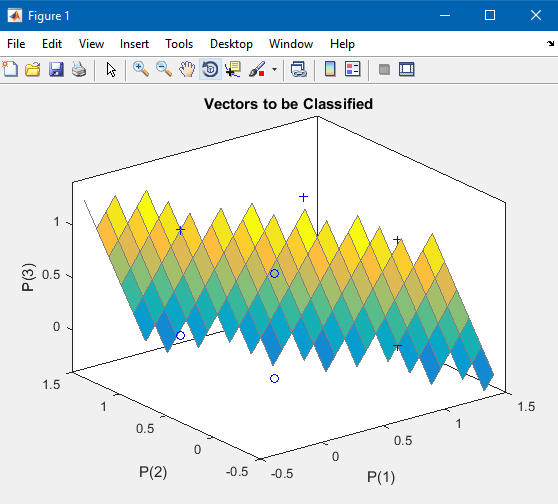 Figure 1
File Edit View Insert Tools Desktop Window Help
Vectors to be Classified
P(3)
1
0.5
0
1.5
1
0.5
0
-0.5
P(2)
-0.5
0
0.5
1
1.5
P(1)